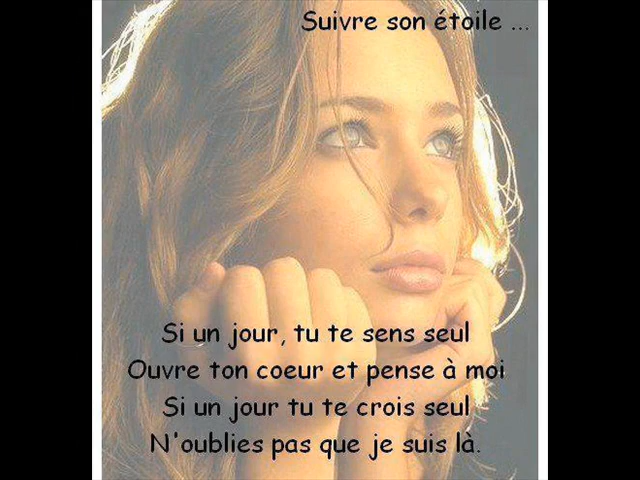 Suivre son étoile ...
Si un jour, tu te sens seul
Ouvre ton coeur et pense à moi
Si un jour tu te crois seul
N'oublies pas que je suis là.